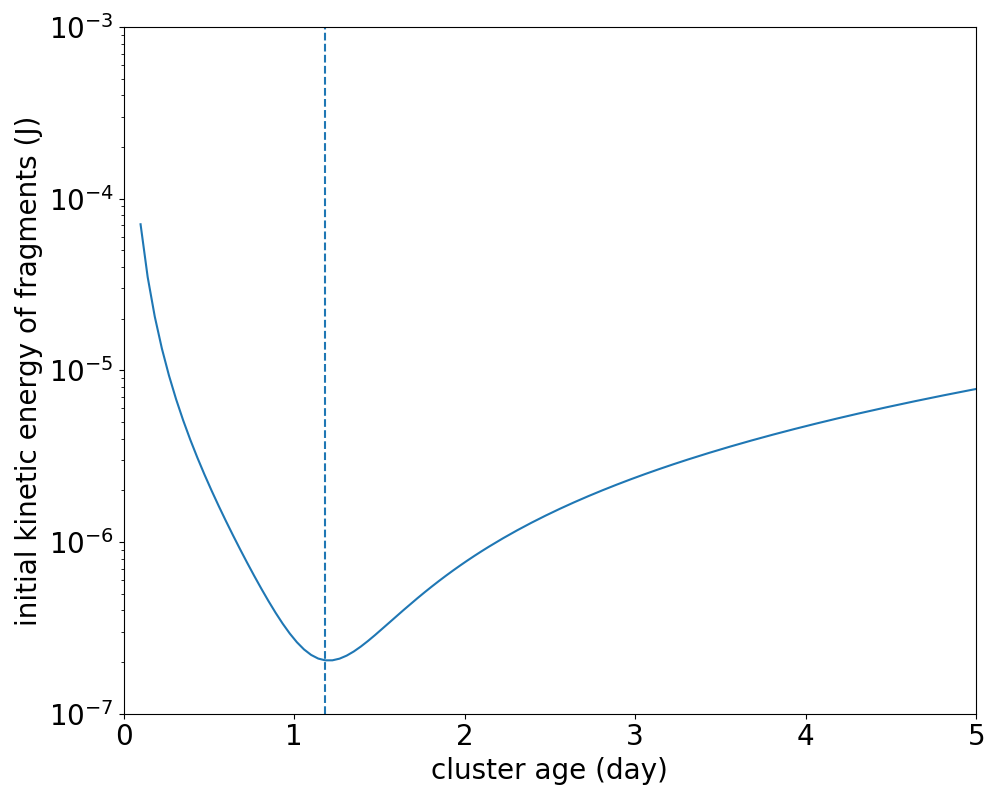 initial kinetic energy of fragments (J)
10⁻³
10⁻⁴
10⁻⁵
10⁻⁶
10⁻⁷
0 1 2 3 4 5
cluster age (day)